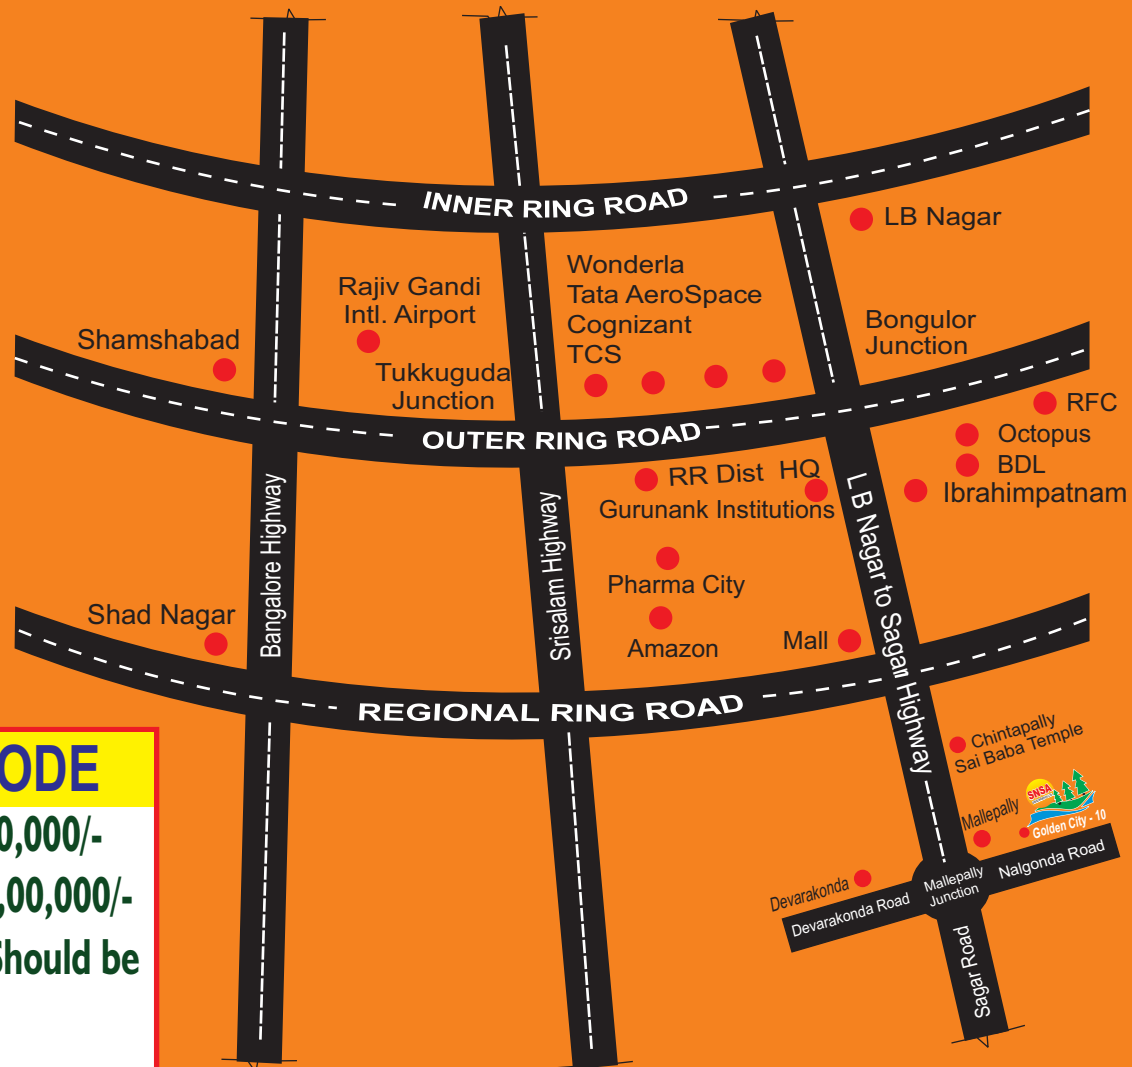 INNER RING ROAD
LB Nagar
Wonderla
Tata AeroSpace
Cognizant
TCS
Rajiv Gandi
Intl. Airport
Shamshabad
Tukkuguda
Junction
Bongulor
Junction
OUTER RING ROAD
RFC
Octopus
BDL
Ibrahimpatnam
RR Dist HQ
Gurunank Institutions
Bangalore Highway
Srisalam Highway
L B Nagar to Sagar Highway
Pharma City
Amazon
Mall
Shad Nagar
REGIONAL RING ROAD
Chintapally
Sai Baba Temple
SNSA
Golden City - 10
Mallepally
Nalgonda Road
Mallepally
Junction
Devarakonda
Devarakonda Road
Sagar Road
ODE
0,000/-
,00,000/-
Should be